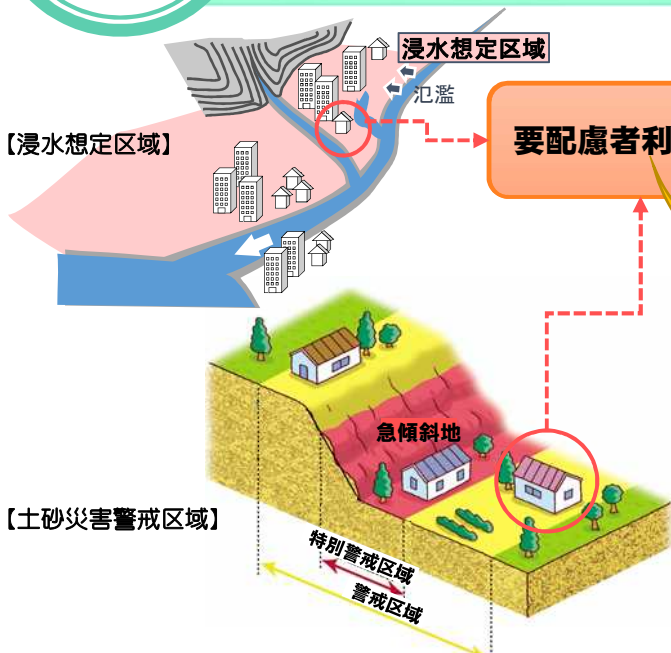 浸水想定区域
氾濫
【浸水想定区域】
要配慮者利
急傾斜地
【土砂災害警戒区域】
特別警戒区域
警戒区域